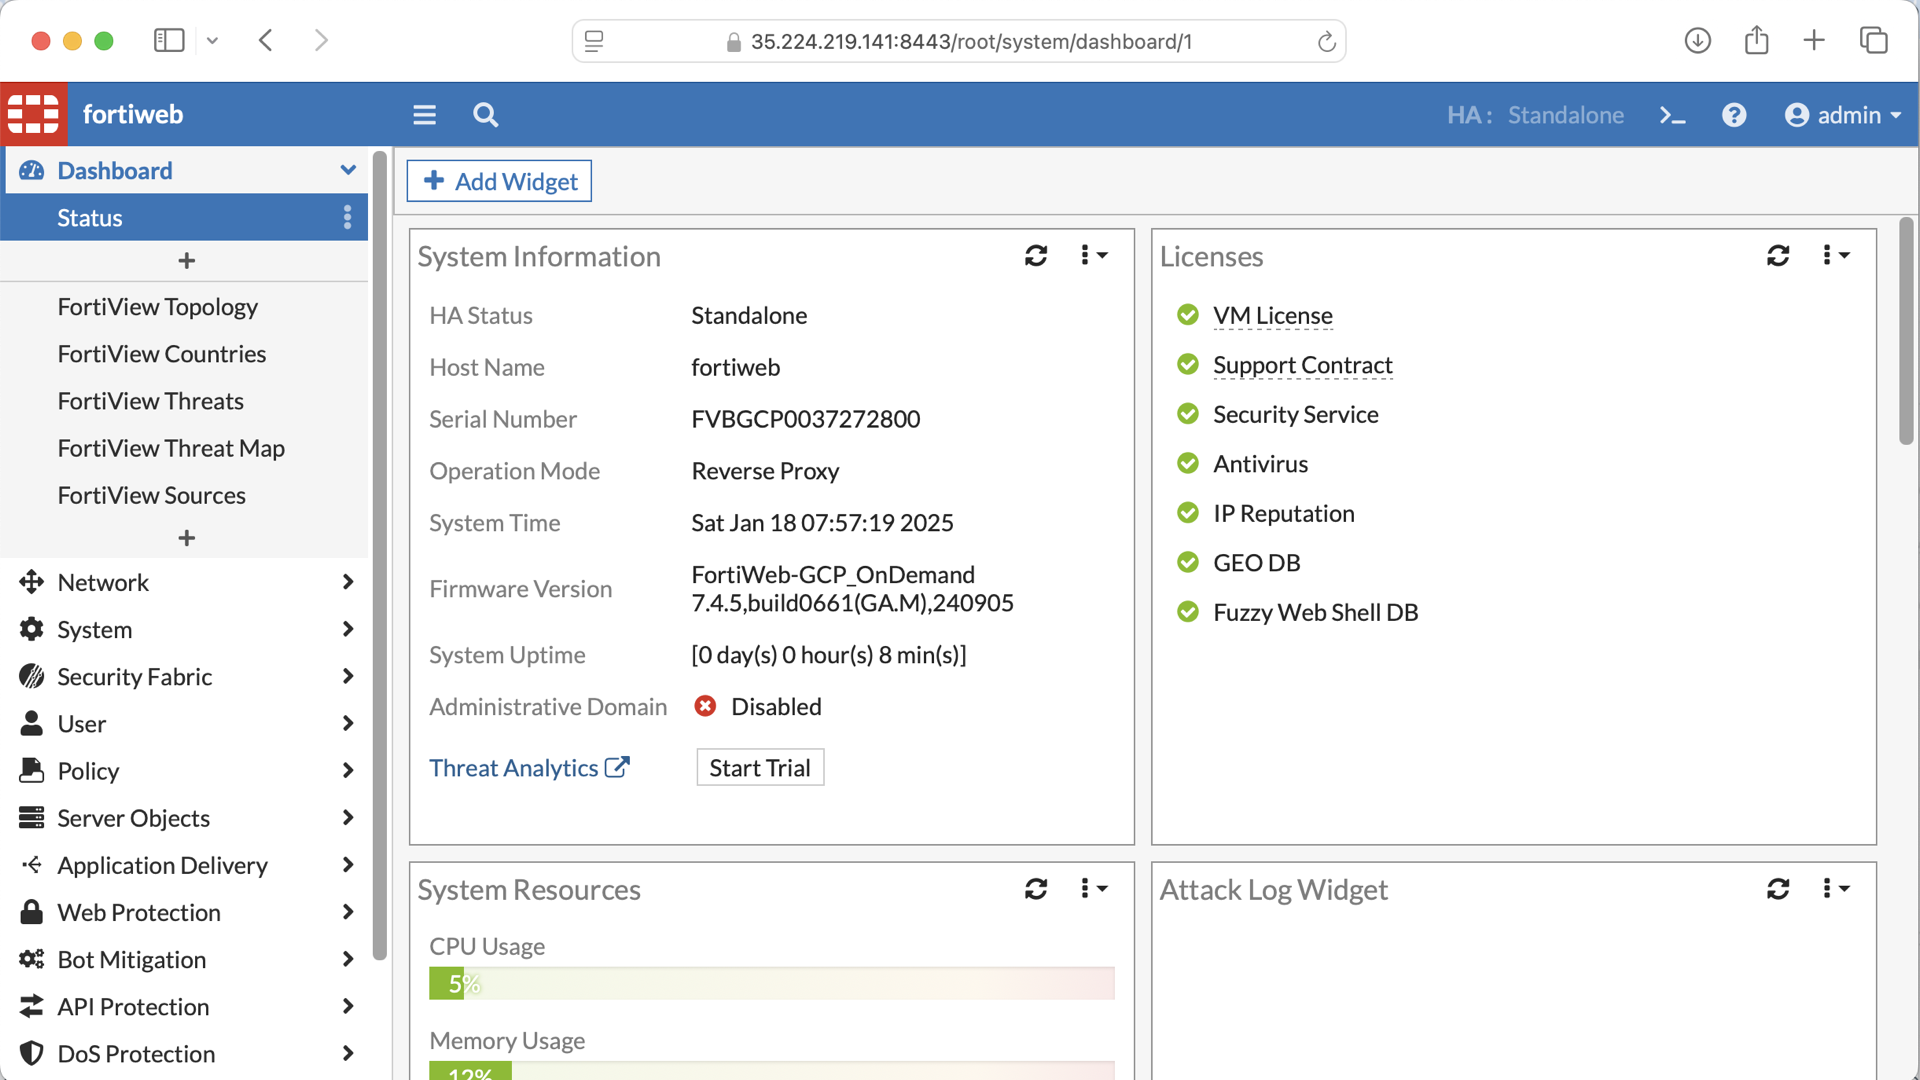 35.224.219.141:8443/root/system/dashboard/1
fortiweb
HA: Standalone
admin
Dashboard
Status
+
FortiView Topology
FortiView Countries
FortiView Threats
FortiView Threat Map
FortiView Sources
+
Network
System
Security Fabric
User
Policy
Server Objects
Application Delivery
Web Protection
Bot Mitigation
API Protection
DoS Protection
+ Add Widget
System Information
HA Status Standalone
Host Name fortiweb
Serial Number FVBGCP0037272800
Operation Mode Reverse Proxy
System Time Sat Jan 18 07:57:19 2025
Firmware Version FortiWeb-GCP_OnDemand
7.4.5,build0661(GA.M),240905
System Uptime [0 day(s) 0 hour(s) 8 min(s)]
Administrative Domain Disabled
Threat Analytics Start Trial
Licenses
VM License
Support Contract
Security Service
Antivirus
IP Reputation
GEO DB
Fuzzy Web Shell DB
System Resources
CPU Usage
5%
Memory Usage
12%
Attack Log Widget